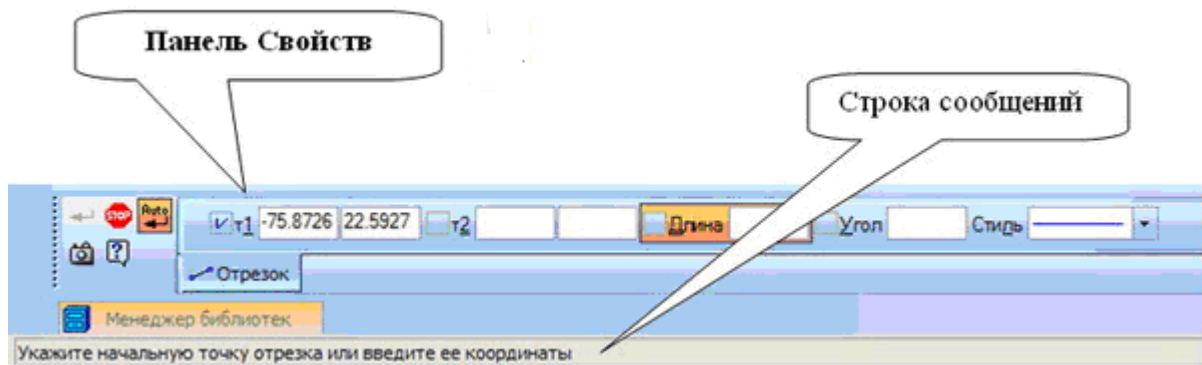 Панель Свойств
Строка сообщений
STOP Auto т1 -75.8726 22.5927 т2 Длина Угол Стиль
Отрезок
Менеджер библиотек
Укажите начальную точку отрезка или введите ее координаты